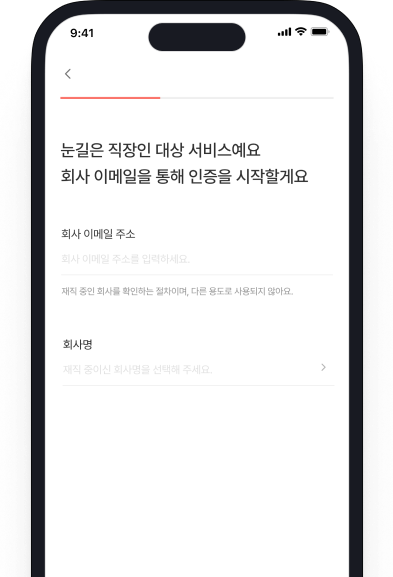 9:41
눈길은 직장인 대상 서비스예요
회사 이메일을 통해 인증을 시작할게요
회사 이메일 주소
회사 이메일 주소를 입력하세요.
재직 중인 회사를 확인하는 절차이며, 다른 용도로 사용되지 않아요.
회사명
재직 중이신 회사명을 선택해 주세요.